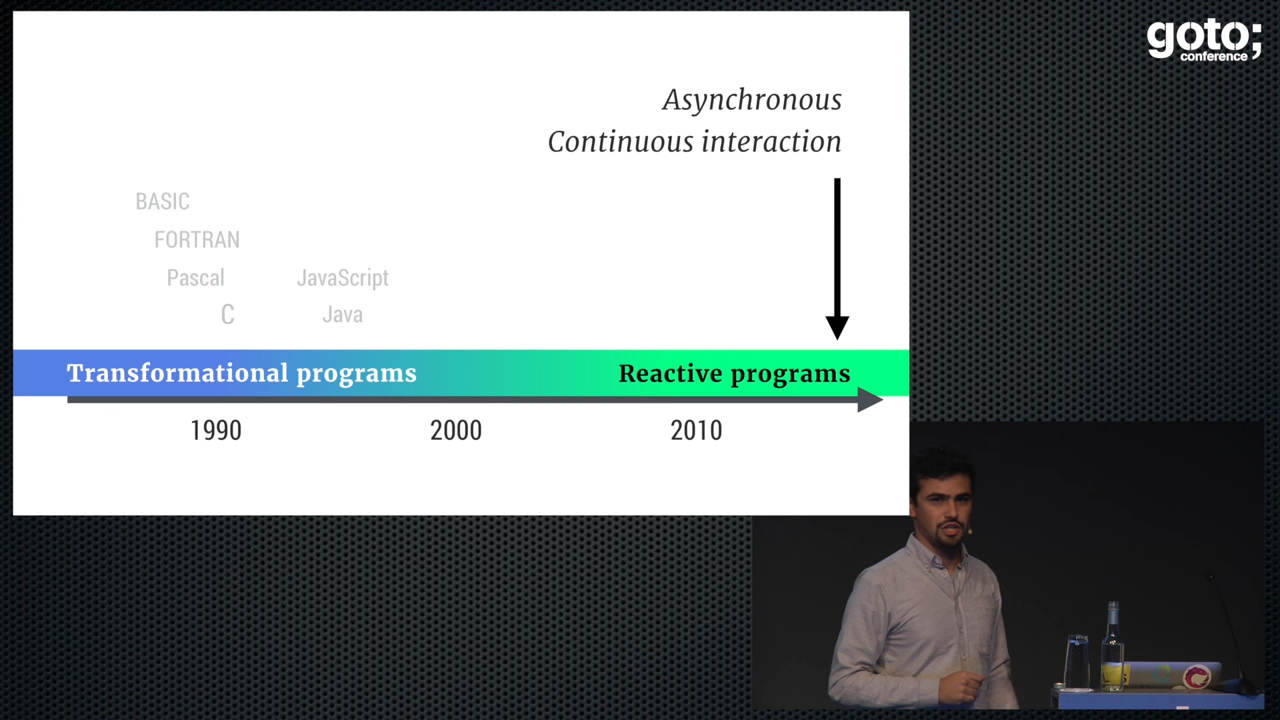 goto;
conference
Asynchronous
Continuous interaction
BASIC
FORTRAN
Pascal JavaScript
C Java
Transformational programs Reactive programs
1990 2000 2010